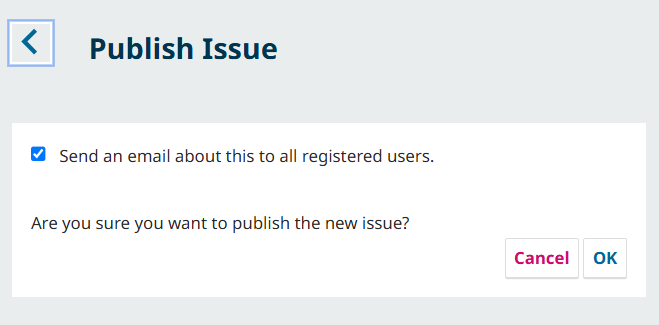 Publish Issue
Send an email about this to all registered users.
Are you sure you want to publish the new issue?
Cancel OK